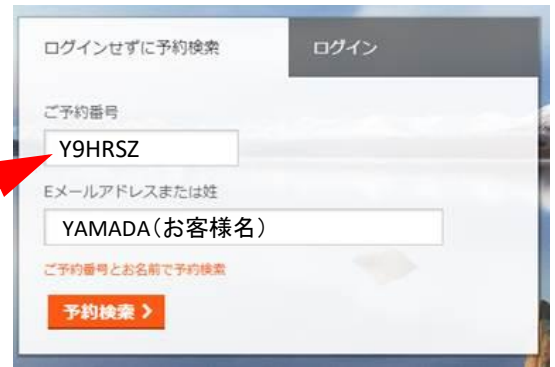 ログインせずに予約検索
ログイン
ご予約番号
Y9HRSZ
Eメールアドレスまたは姓
YAMADA(お客様名)
ご予約番号とお名前で予約検索
予約検索 >